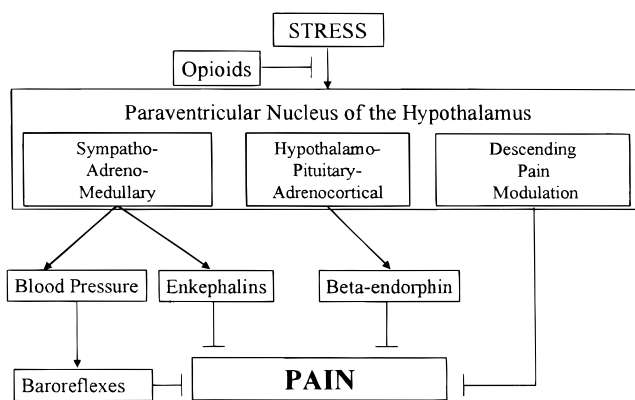 STRESS
Opioids
Paraventricular Nucleus of the Hypothalamus
Sympatho-
Adreno-
Medullary
Hypothalamo-
Pituitary-
Adrenocortical
Descending
Pain
Modulation
Blood Pressure
Enkephalins
Beta-endorphin
Baroreflexes
PAIN